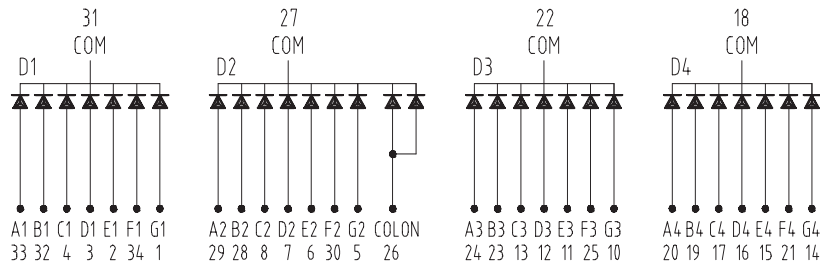 31 27 22 18
COM COM COM COM
D1 D2 D3 D4
A1 B1 C1 D1 E1 F1 G1 A2 B2 C2 D2 E2 F2 G2 COLON A3 B3 C3 D3 E3 F3 G3 A4 B4 C4 D4 E4 F4 G4
33 32 4 3 2 34 1 29 28 8 7 6 30 5 26 24 23 13 12 11 25 10 20 19 17 16 15 21 14